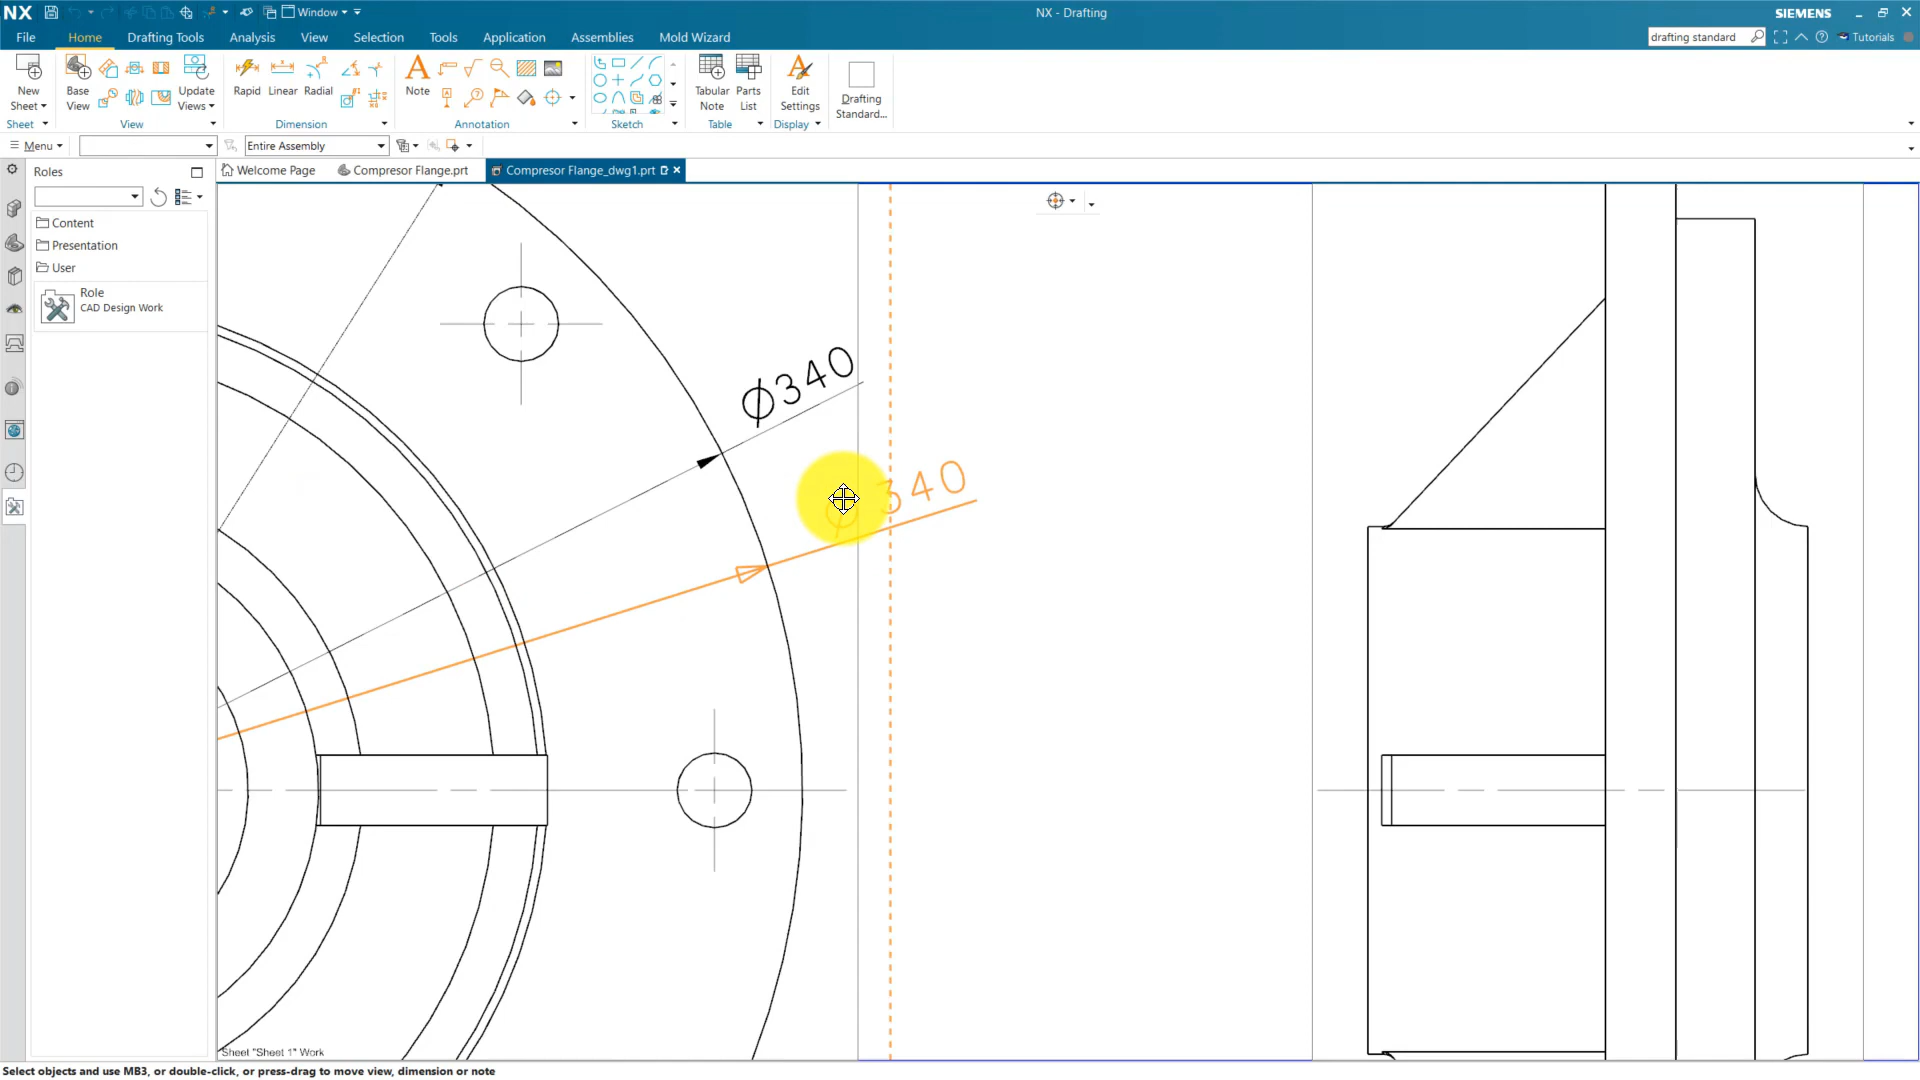 NX Window NX - Drafting SIEMENS
File Home Drafting Tools Analysis View Selection Tools Application Assemblies Mold Wizard drafting standard Tutorials
New Sheet Base View Update Views Rapid Linear Radial Note Tabular Note Parts List Edit Settings Drafting Standard...
Sheet View Dimension Annotation Sketch Table Display
Menu Entire Assembly
Roles Welcome Page Compresor Flange.prt Compresor Flange_dwg1.prt
Content
Presentation
User
Role
CAD Design Work
Ø340
Ø340
Sheet "Sheet 1" Work
Select objects and use MB3, or double-click, or press-drag to move view, dimension or note